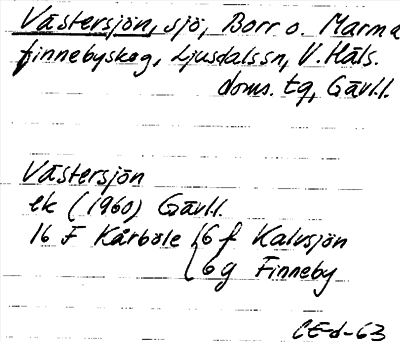 Västersjön, sjö, Borr o. Marma
finnebyskog, Ljusdalssn, V. Häls.
doms. tg, Gävl.l.
Västersjön
ek (1960) Gävl.l.
16 F Kårböle 6 f Kalvsjön
6 g Finneby
CE-d-63